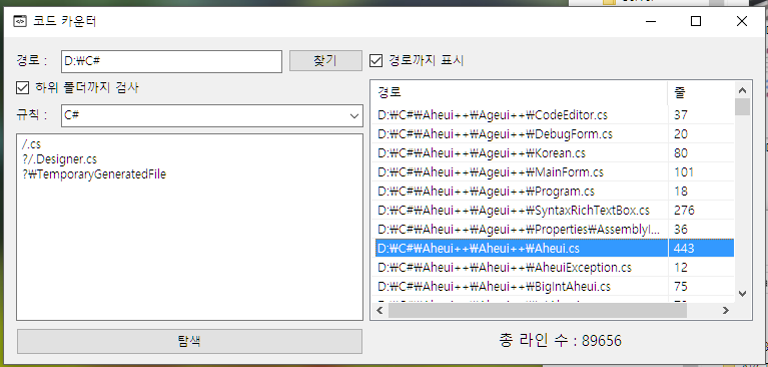 코드 카운터
경로 : D:₩C# 찾기
하위 폴더까지 검사
규칙 : C#
/.cs
?/.Designer.cs
?₩TemporaryGeneratedFile
탐색
경로까지 표시
경로 줄
D:₩C#₩Aheui++₩Ageui++₩CodeEditor.cs 37
D:₩C#₩Aheui++₩Ageui++₩DebugForm.cs 20
D:₩C#₩Aheui++₩Ageui++₩Korean.cs 80
D:₩C#₩Aheui++₩Ageui++₩MainForm.cs 101
D:₩C#₩Aheui++₩Ageui++₩Program.cs 18
D:₩C#₩Aheui++₩Ageui++₩SyntaxRichTextBox.cs 276
D:₩C#₩Aheui++₩Ageui++₩Properties₩AssemblyI... 36
D:₩C#₩Aheui++₩Aheui++₩Aheui.cs 443
D:₩C#₩Aheui++₩Aheui++₩AheuiException.cs 12
D:₩C#₩Aheui++₩Aheui++₩BigIntAheui.cs 75
총 라인 수 : 89656